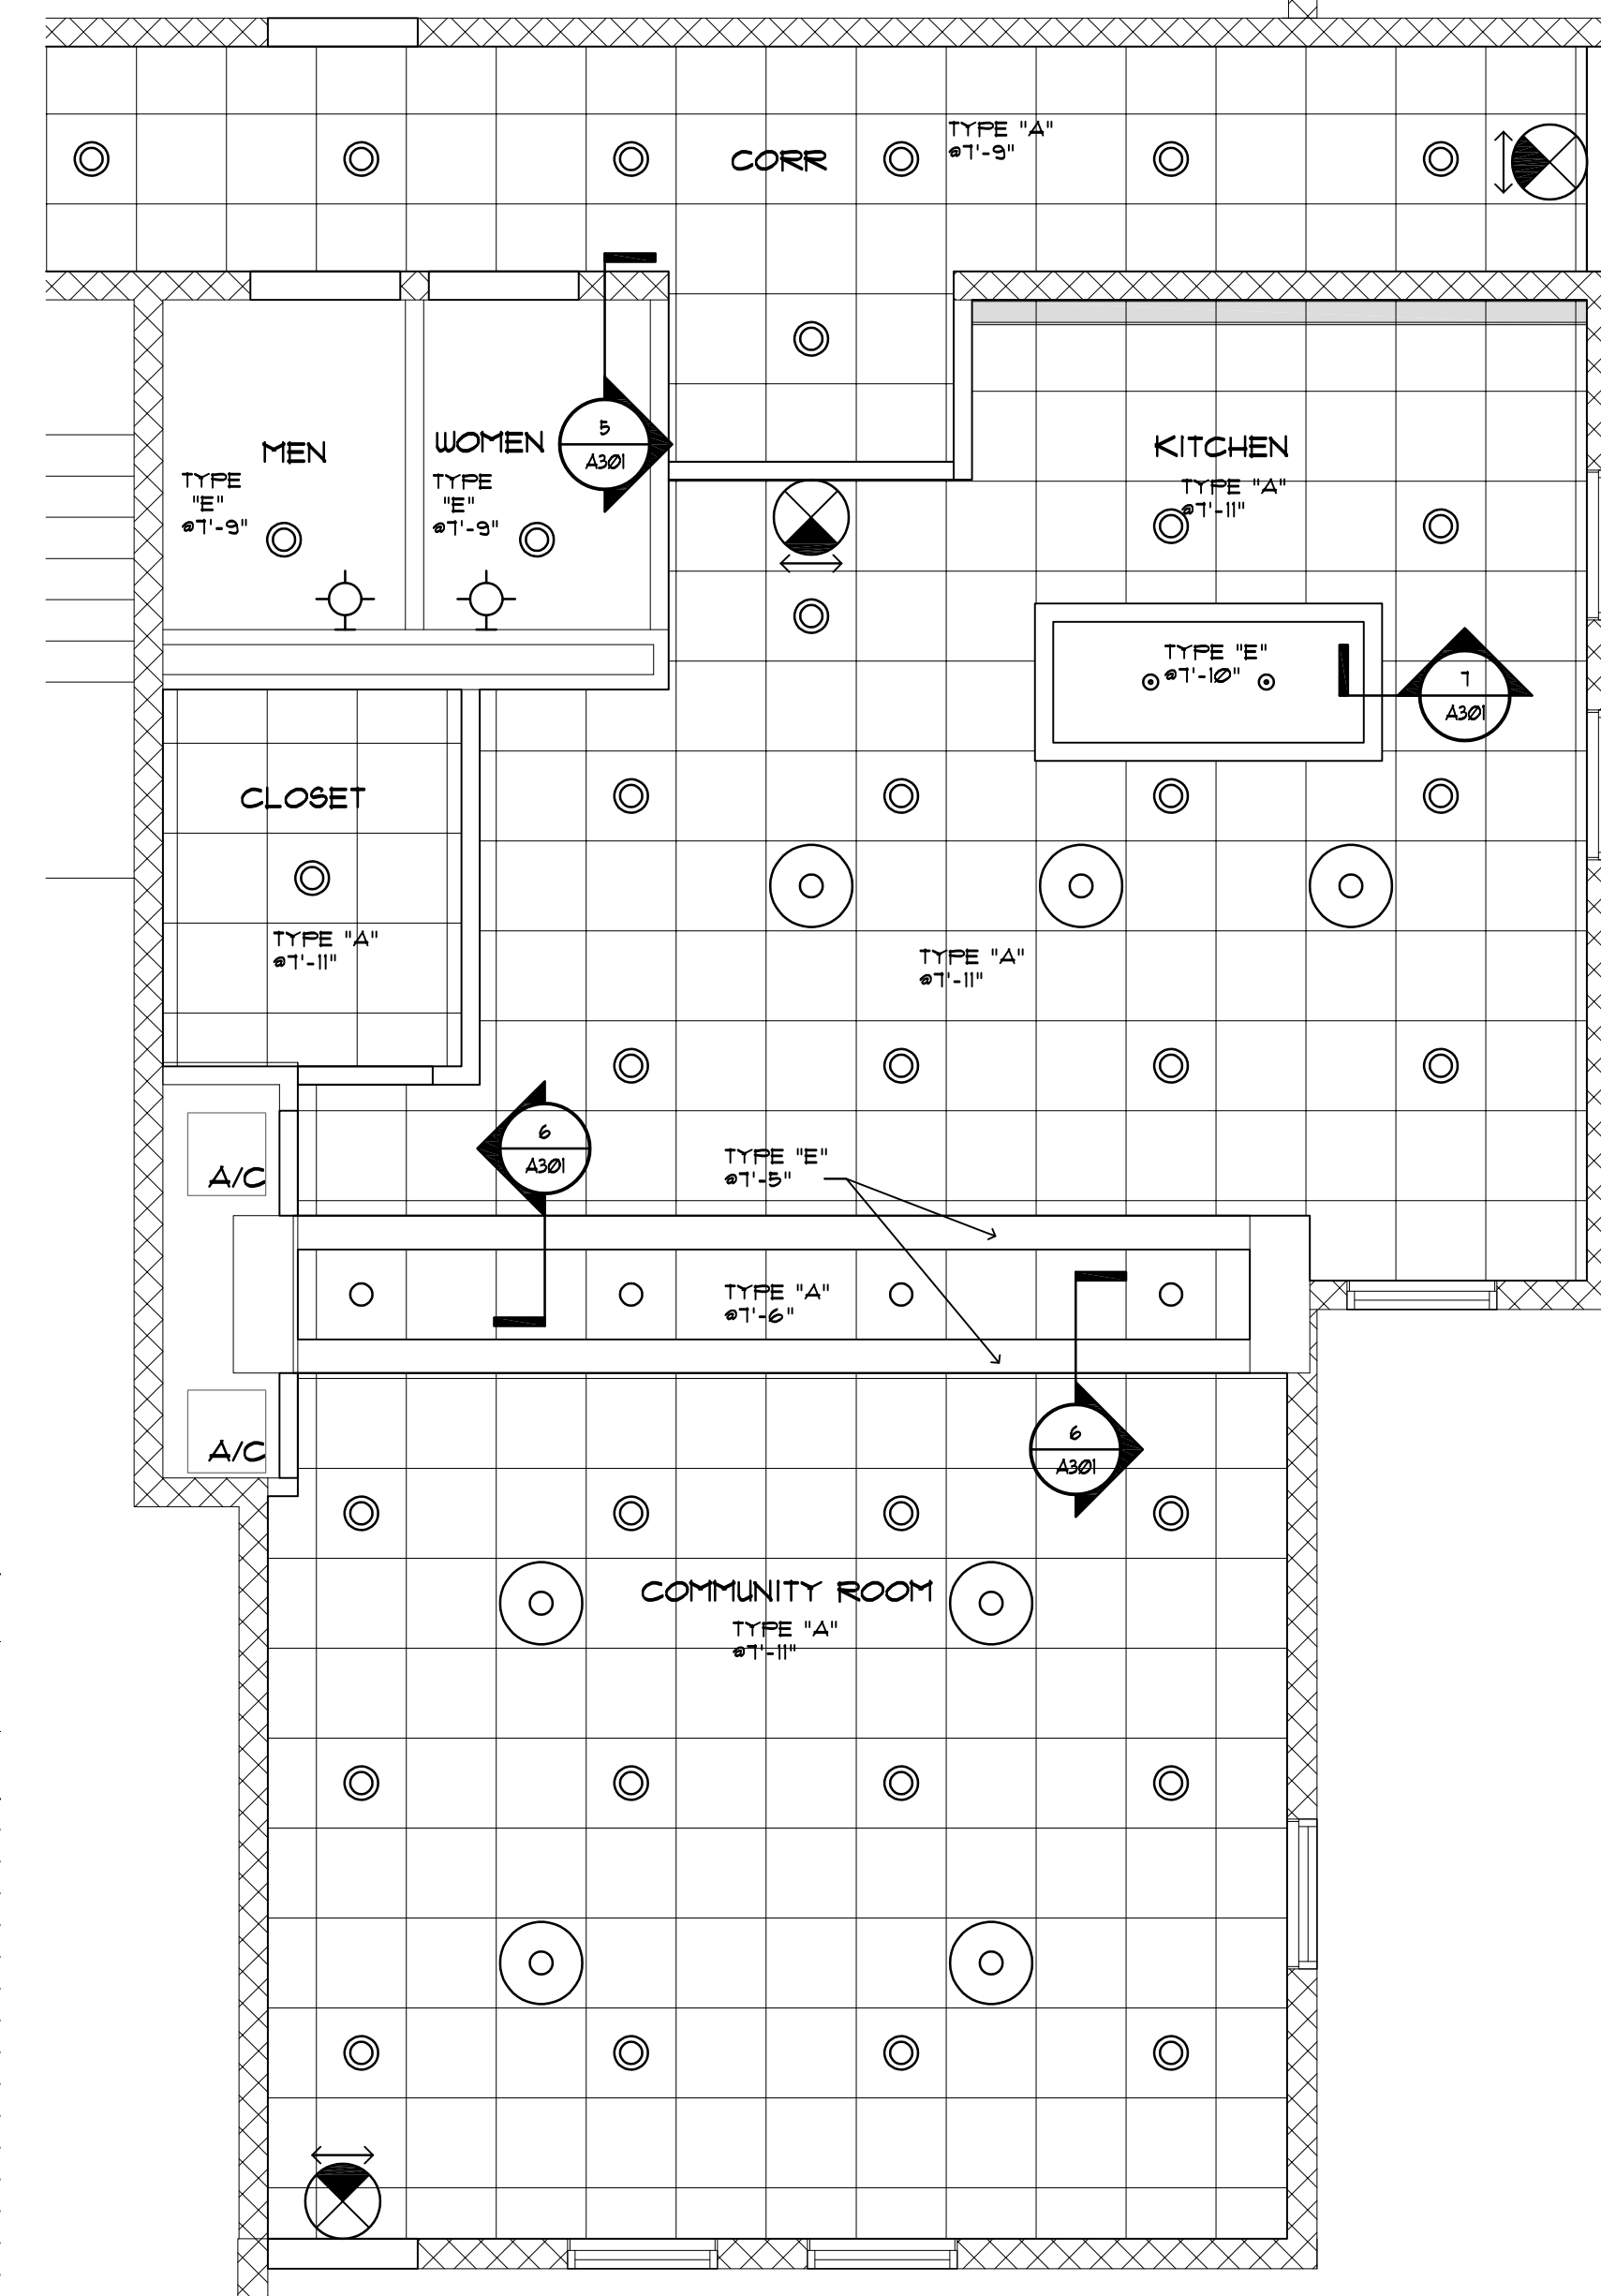 TYPE "A"
@7'-9"
CORR
5
A301
MEN
TYPE
"E"
@7'-9"
WOMEN
TYPE
"E"
@7'-9"
KITCHEN
TYPE "A"
@7'-11"
TYPE "E"
@7'-10"
7
A301
CLOSET
TYPE "A"
@7'-11"
TYPE "A"
@7'-11"
6
A301
A/C
TYPE "E"
@7'-5"
TYPE "A"
@7'-6"
A/C
6
A301
COMMUNITY ROOM
TYPE "A"
@7'-11"